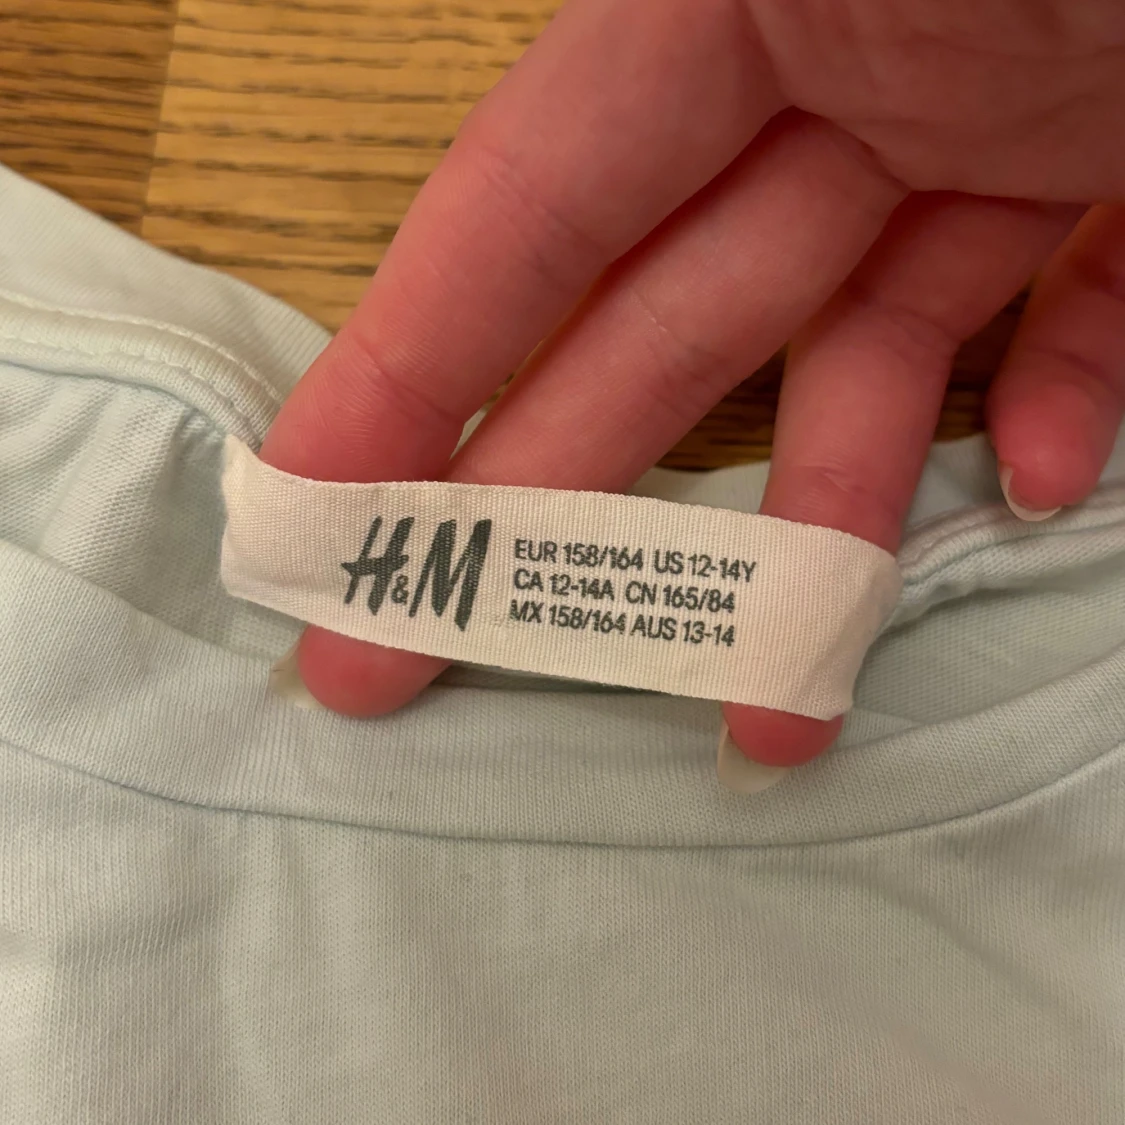 H&M
EUR 158/164 US 12-14Y
CA 12-14A CN 165/84
MX 158/164 AUS 13-14